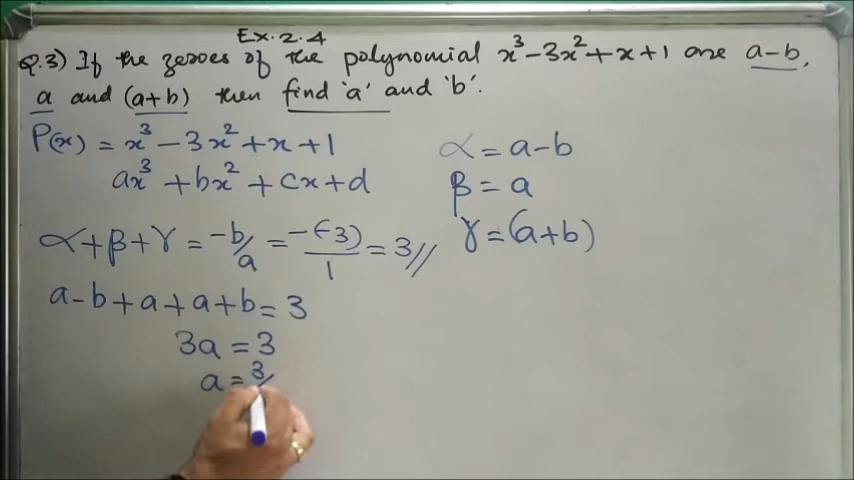 Ex. 2.4
Q.3) If the zeroes of the polynomial x³-3x²+x+1 are a-b,
a and (a+b) then find 'a' and 'b'.
P(x) = x³ - 3x² + x + 1
ax³ + bx² + cx + d
α = a-b
β = a
γ = (a+b)
α+β+γ = -b/a = -(-3)/1 = 3//
a-b+a+a+b = 3
3a = 3
a = 3/